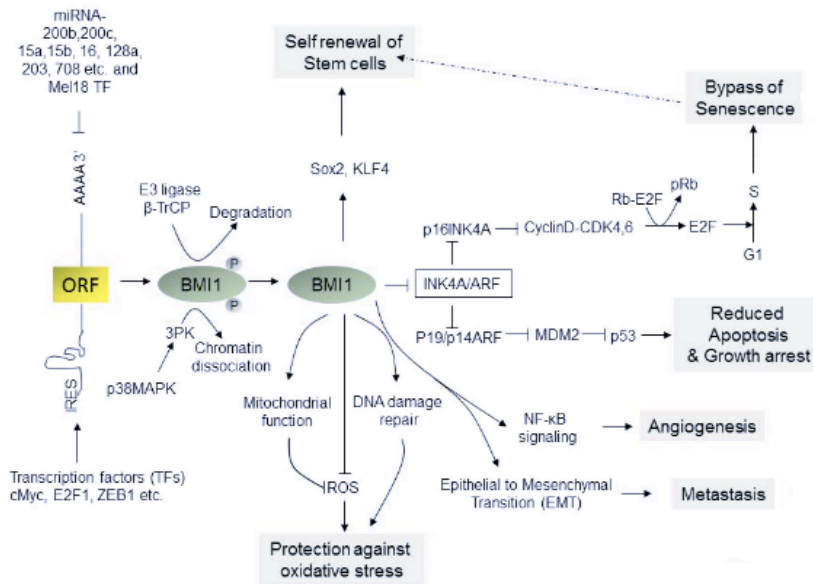 miRNA-
200b,200c,
15a,15b, 16, 128a,
203, 708 etc. and
Mel18 TF
AAAA 3'
ORF
IRES
Transcription factors (TFs)
cMyc, E2F1, ZEB1 etc.
E3 ligase
β-TrCP
Degradation
BMI1
P
P
3PK
Chromatin
dissociation
p38MAPK
Self renewal of
Stem cells
Sox2, KLF4
BMI1
Mitochondrial
function
DNA damage
repair
ROS
Protection against
oxidative stress
p16INK4A
CyclinD-CDK4,6
Rb-E2F
pRb
E2F
S
G1
Bypass of
Senescence
INK4A/ARF
P19/p14ARF
MDM2
p53
Reduced
Apoptosis
& Growth arrest
NF-κB
signaling
Angiogenesis
Epithelial to Mesenchymal
Transition (EMT)
Metastasis